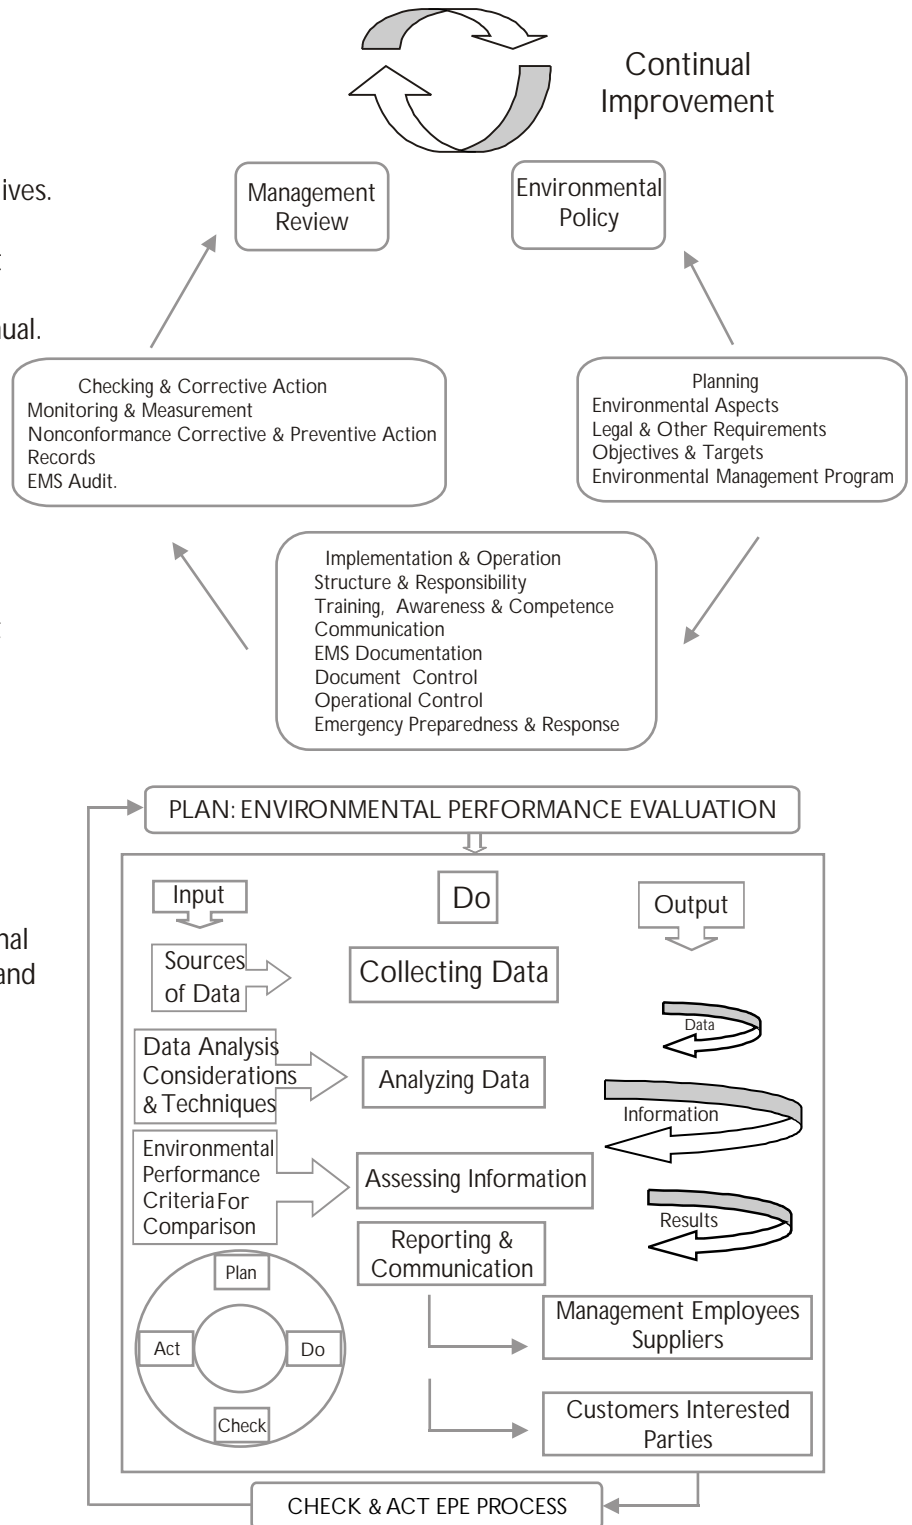 Continual
Improvement
ives.
Management
Review
Environmental
Policy
t
ual.
Checking & Corrective Action
Monitoring & Measurement
Nonconformance Corrective & Preventive Action
Records
EMS Audit.
Planning
Environmental Aspects
Legal & Other Requirements
Objectives & Targets
Environmental Management Program
Implementation & Operation
Structure & Responsibility
Training, Awareness & Competence
Communication
EMS Documentation
Document Control
Operational Control
Emergency Preparedness & Response
t
PLAN: ENVIRONMENTAL PERFORMANCE EVALUATION
Input
Do
Output
nal
and
Sources
of Data
Collecting Data
Data
Data Analysis
Considerations
& Techniques
Analyzing Data
Information
Environmental
Performance
Criteria For
Comparison
Assessing Information
Results
Reporting &
Communication
Plan
Act
Do
Check
Management Employees
Suppliers
Customers Interested
Parties
CHECK & ACT EPE PROCESS